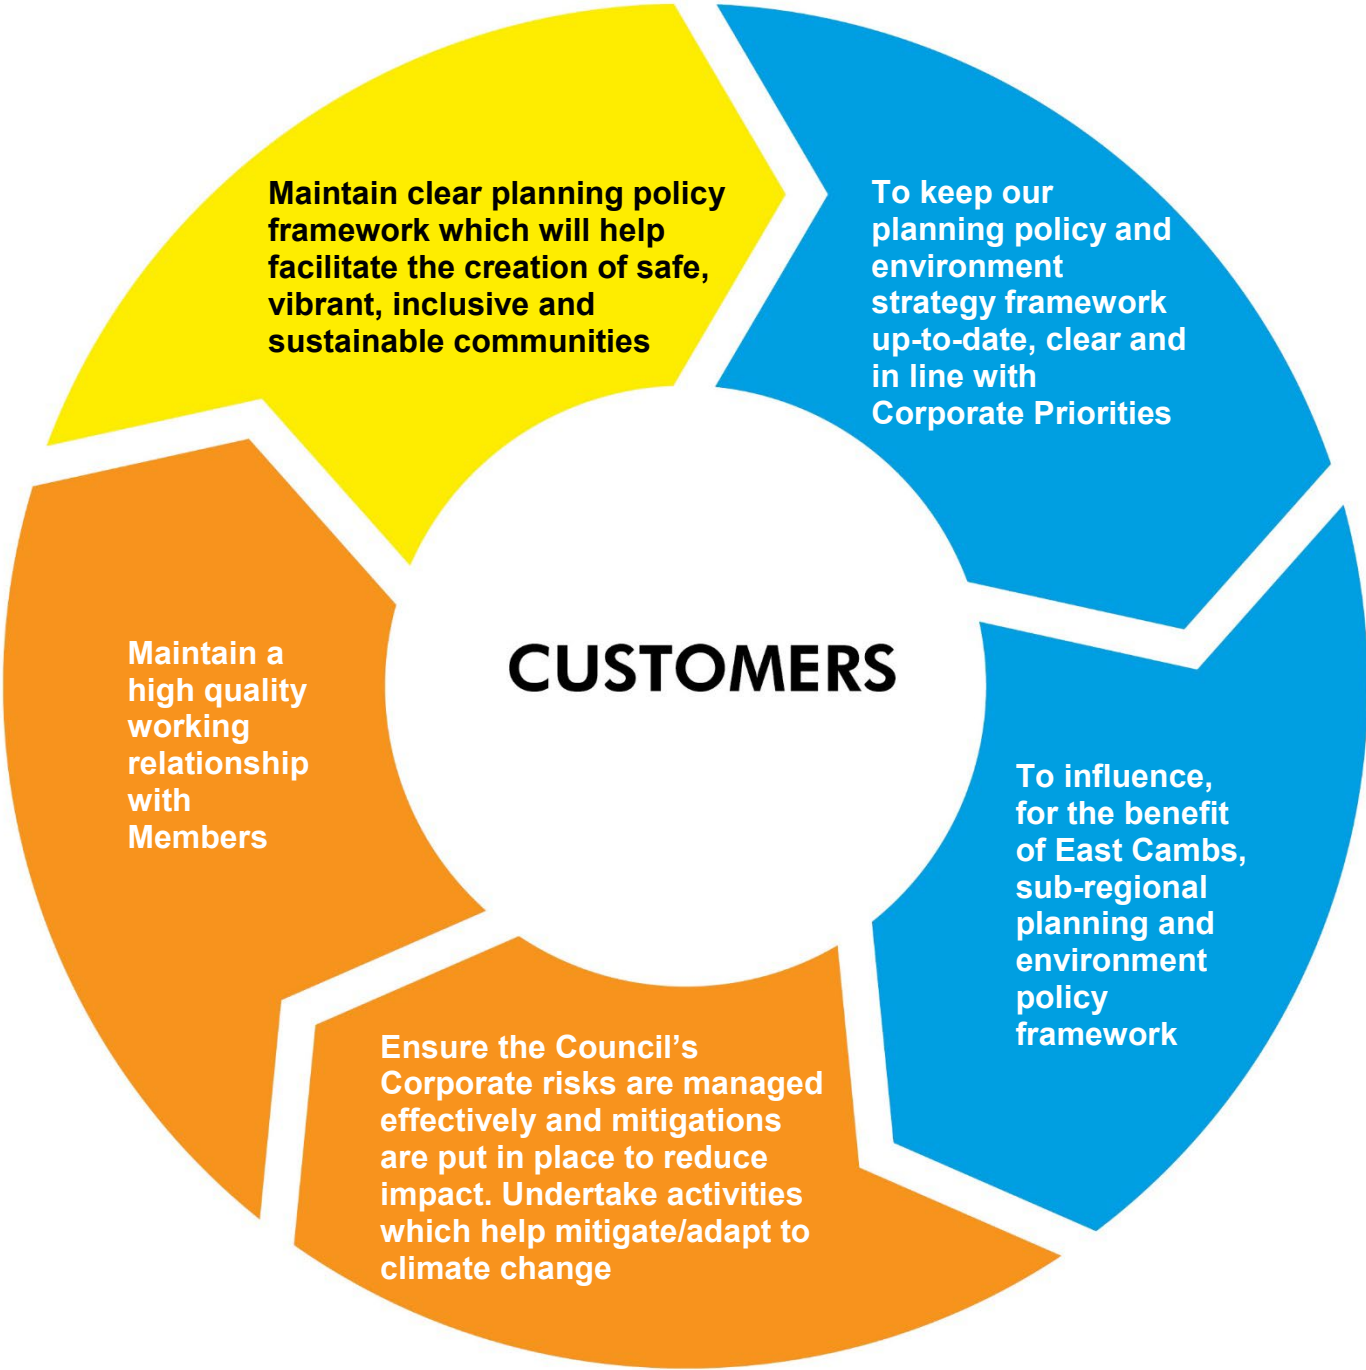 Maintain clear planning policy
framework which will help
facilitate the creation of safe,
vibrant, inclusive and
sustainable communities
To keep our
planning policy and
environment
strategy framework
up-to-date, clear and
in line with
Corporate Priorities
To influence,
for the benefit
of East Cambs,
sub-regional
planning and
environment
policy
framework
Ensure the Council’s
Corporate risks are managed
effectively and mitigations
are put in place to reduce
impact. Undertake activities
which help mitigate/adapt to
climate change
Maintain a
high quality
working
relationship
with
Members
CUSTOMERS